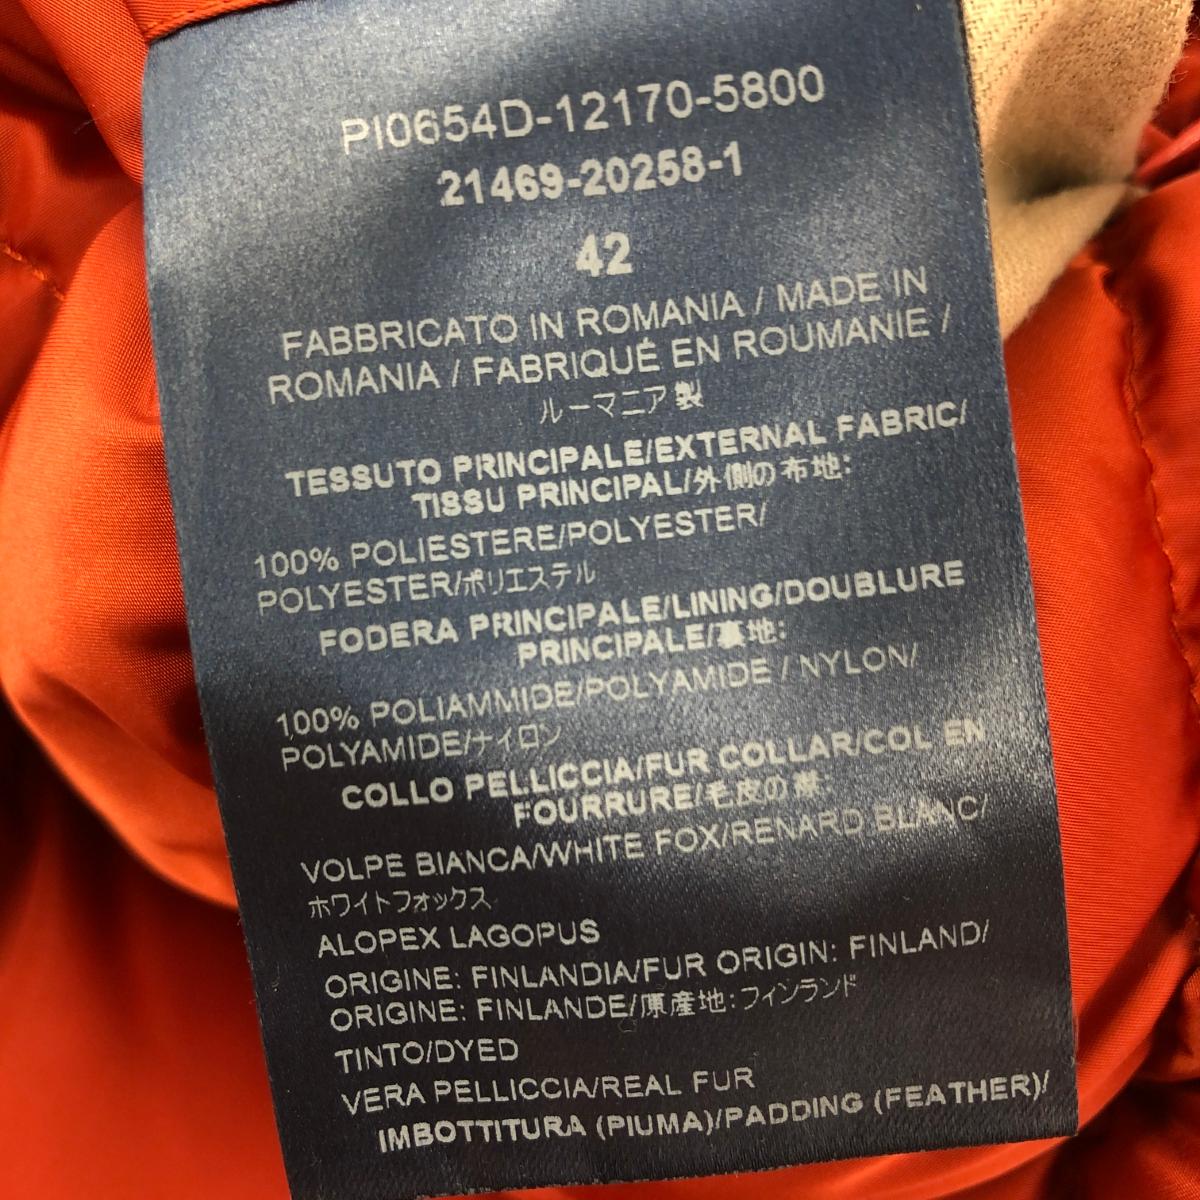 PI0654D-12170-5800
21469-20258-1
42
FABBRICATO IN ROMANIA / MADE IN
ROMANIA / FABRIQUÉ EN ROUMANIE /
ルーマニア製
TESSUTO PRINCIPALE/EXTERNAL FABRIC/
TISSU PRINCIPAL/外側の布地:
100% POLIESTERE/POLYESTER/
POLYESTER/ポリエステル
FODERA PRINCIPALE/LINING/DOUBLURE
PRINCIPALE/裏地:
100% POLIAMMIDE/POLYAMIDE / NYLON/
POLYAMIDE/ナイロン
COLLO PELLICCIA/FUR COLLAR/COL EN
FOURRURE/毛皮の襟:
VOLPE BIANCA/WHITE FOX/RENARD BLANC/
ホワイトフォックス
ALOPEX LAGOPUS
ORIGINE: FINLANDIA/FUR ORIGIN: FINLAND/
ORIGINE: FINLANDE/原産地:フィンランド
TINTO/DYED
VERA PELLICCIA/REAL FUR
IMBOTTITURA (PIUMA)/PADDING (FEATHER)/